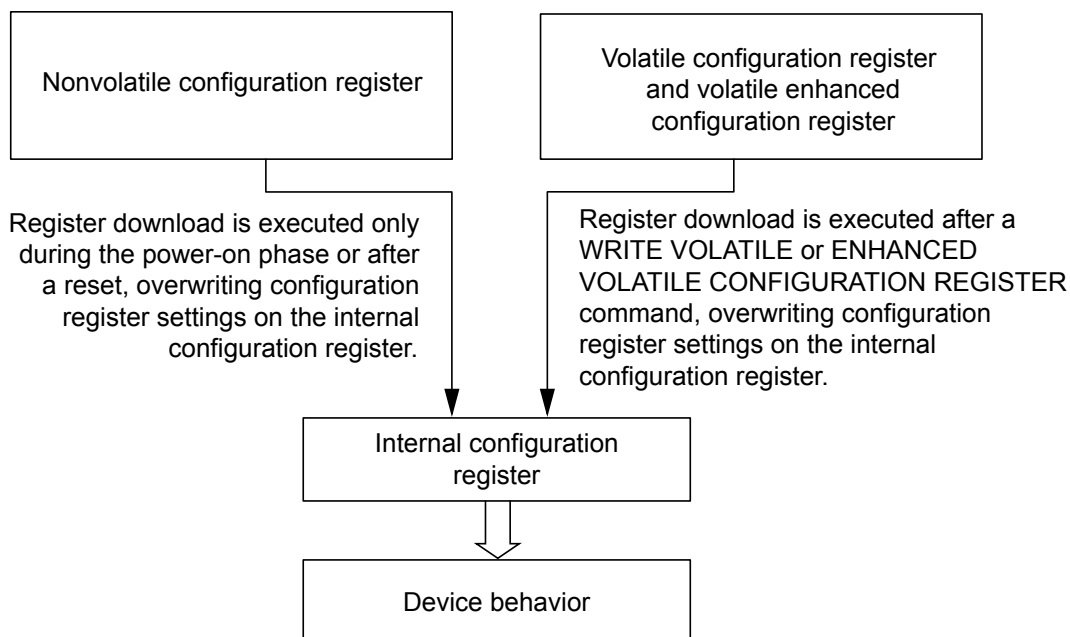 Nonvolatile configuration register
Volatile configuration register
and volatile enhanced
configuration register
Register download is executed only
during the power-on phase or after
a reset, overwriting configuration
register settings on the internal
configuration register.
Register download is executed after a
WRITE VOLATILE or ENHANCED
VOLATILE CONFIGURATION REGISTER
command, overwriting configuration
register settings on the internal
configuration register.
Internal configuration
register
Device behavior